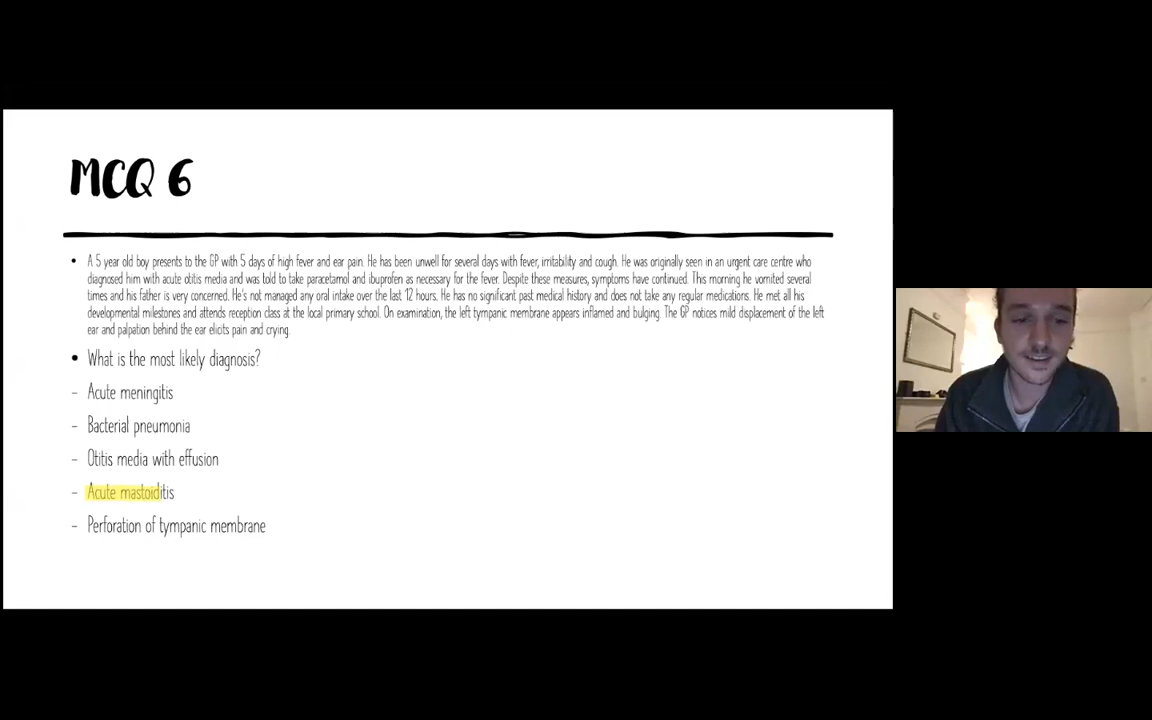 MCQ 6
• A 5 year old boy presents to the GP with 5 days of high fever and ear pain. He has been unwell for several days with fever, irritability and cough. He was originally seen in an urgent care centre who
diagnosed him with acute otitis media and was told to take paracetamol and ibuprofen as necessary for the fever. Despite these measures, symptoms have continued. This morning he vomited several
times and his father is very concerned. He's not managed any oral intake over the last 12 hours. He has no significant past medical history and does not take any regular medications. He met all his
developmental milestones and attends reception class at the local primary school. On examination, the left tympanic membrane appears inflamed and bulging. The GP notices mild displacement of the left
ear and palpation behind the ear elicits pain and crying.
• What is the most likely diagnosis?
- Acute meningitis
- Bacterial pneumonia
- Otitis media with effusion
- Acute mastoiditis
- Perforation of tympanic membrane